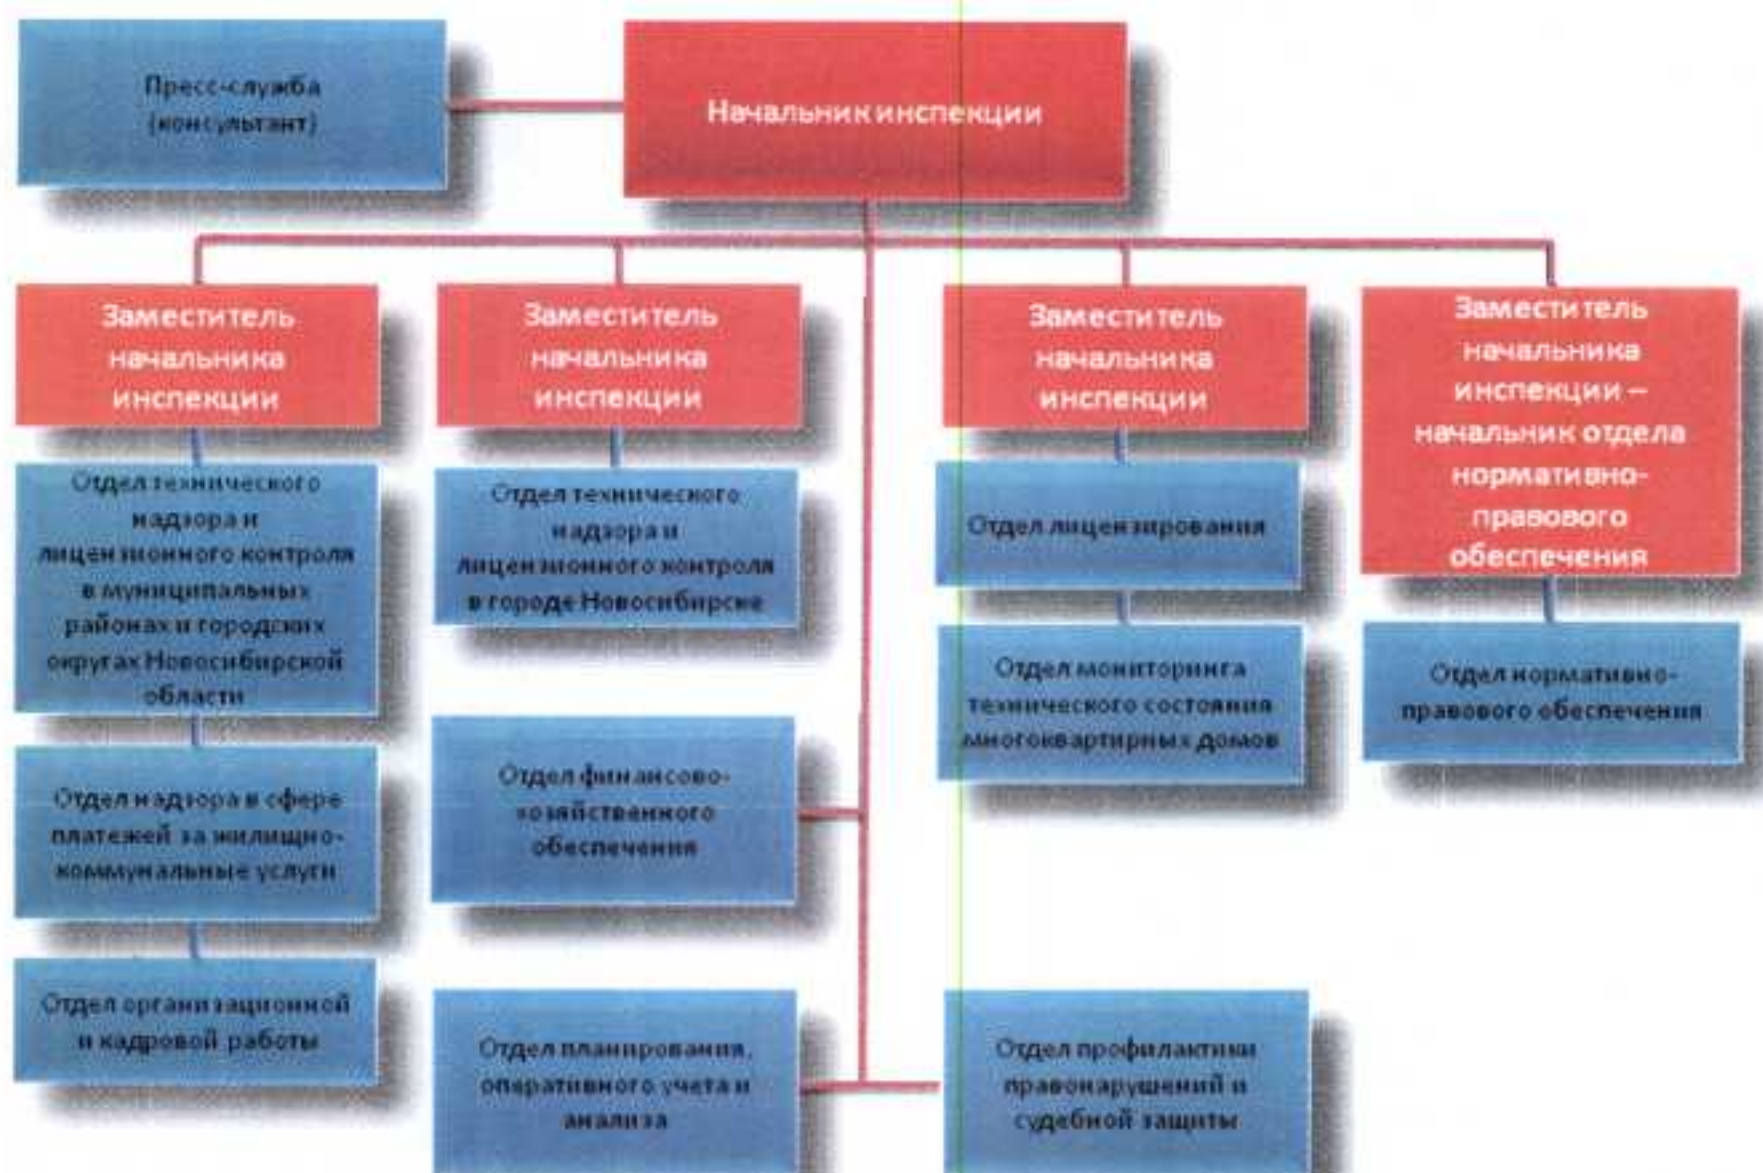 Пресс-служба
(консультант)
Начальник инспекции
Заместитель
начальника
инспекции
Отдел технического
надзора и
лицензионного контроля
в муниципальных
районах и городских
округах Новосибирской
области
Отдел надзора в сфере
платежей за жилищно-
коммунальные услуги
Отдел организационной
и кадровой работы
Заместитель
начальника
инспекции
Отдел технического
надзора и
лицензионного контроля
в городе Новосибирске
Отдел финансово-
хозяйственного
обеспечения
Отдел планирования,
оперативного учета и
анализа
Заместитель
начальника
инспекции
Отдел лицензирования
Отдел мониторинга
технического состояния
многоквартирных домов
Отдел профилактики
правонарушений и
судебной защиты
Заместитель
начальника
инспекции –
начальник отдела
нормативно-
правового
обеспечения
Отдел нормативно-
правового обеспечения